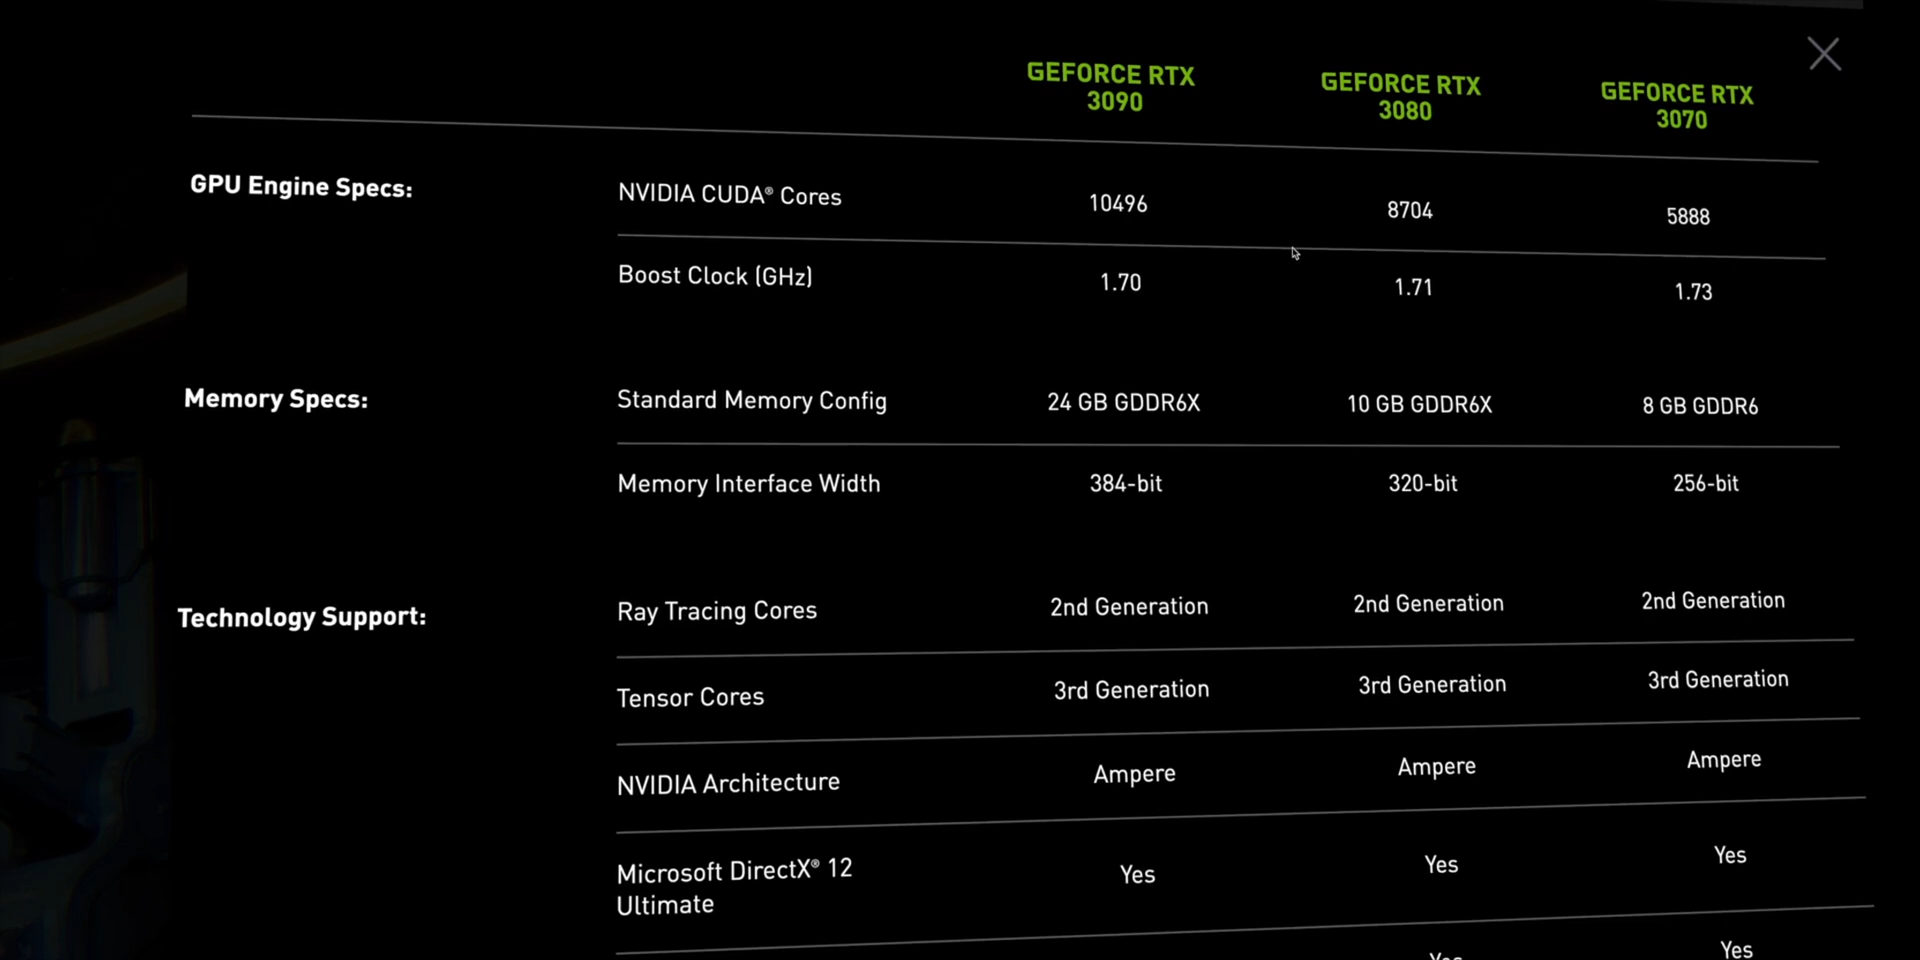 GEFORCE RTX
3090
GEFORCE RTX
3080
GEFORCE RTX
3070
GPU Engine Specs:
NVIDIA CUDA® Cores 10496 8704 5888
Boost Clock (GHz) 1.70 1.71 1.73
Memory Specs:
Standard Memory Config 24 GB GDDR6X 10 GB GDDR6X 8 GB GDDR6
Memory Interface Width 384-bit 320-bit 256-bit
Technology Support:
Ray Tracing Cores 2nd Generation 2nd Generation 2nd Generation
Tensor Cores 3rd Generation 3rd Generation 3rd Generation
NVIDIA Architecture Ampere Ampere Ampere
Microsoft DirectX® 12
Ultimate
Yes Yes Yes
Yes Yes